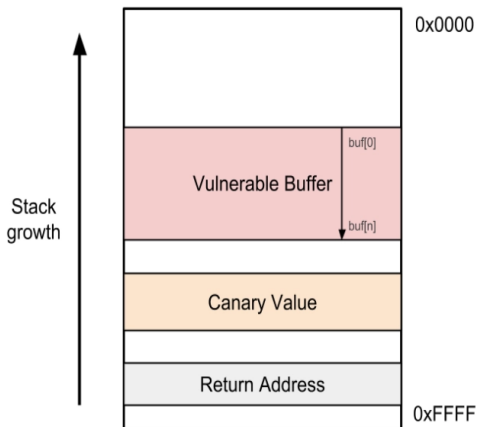 0x0000
buf[0]
Vulnerable Buffer
Stack
growth
buf[n]
Canary Value
Return Address
0xFFFF